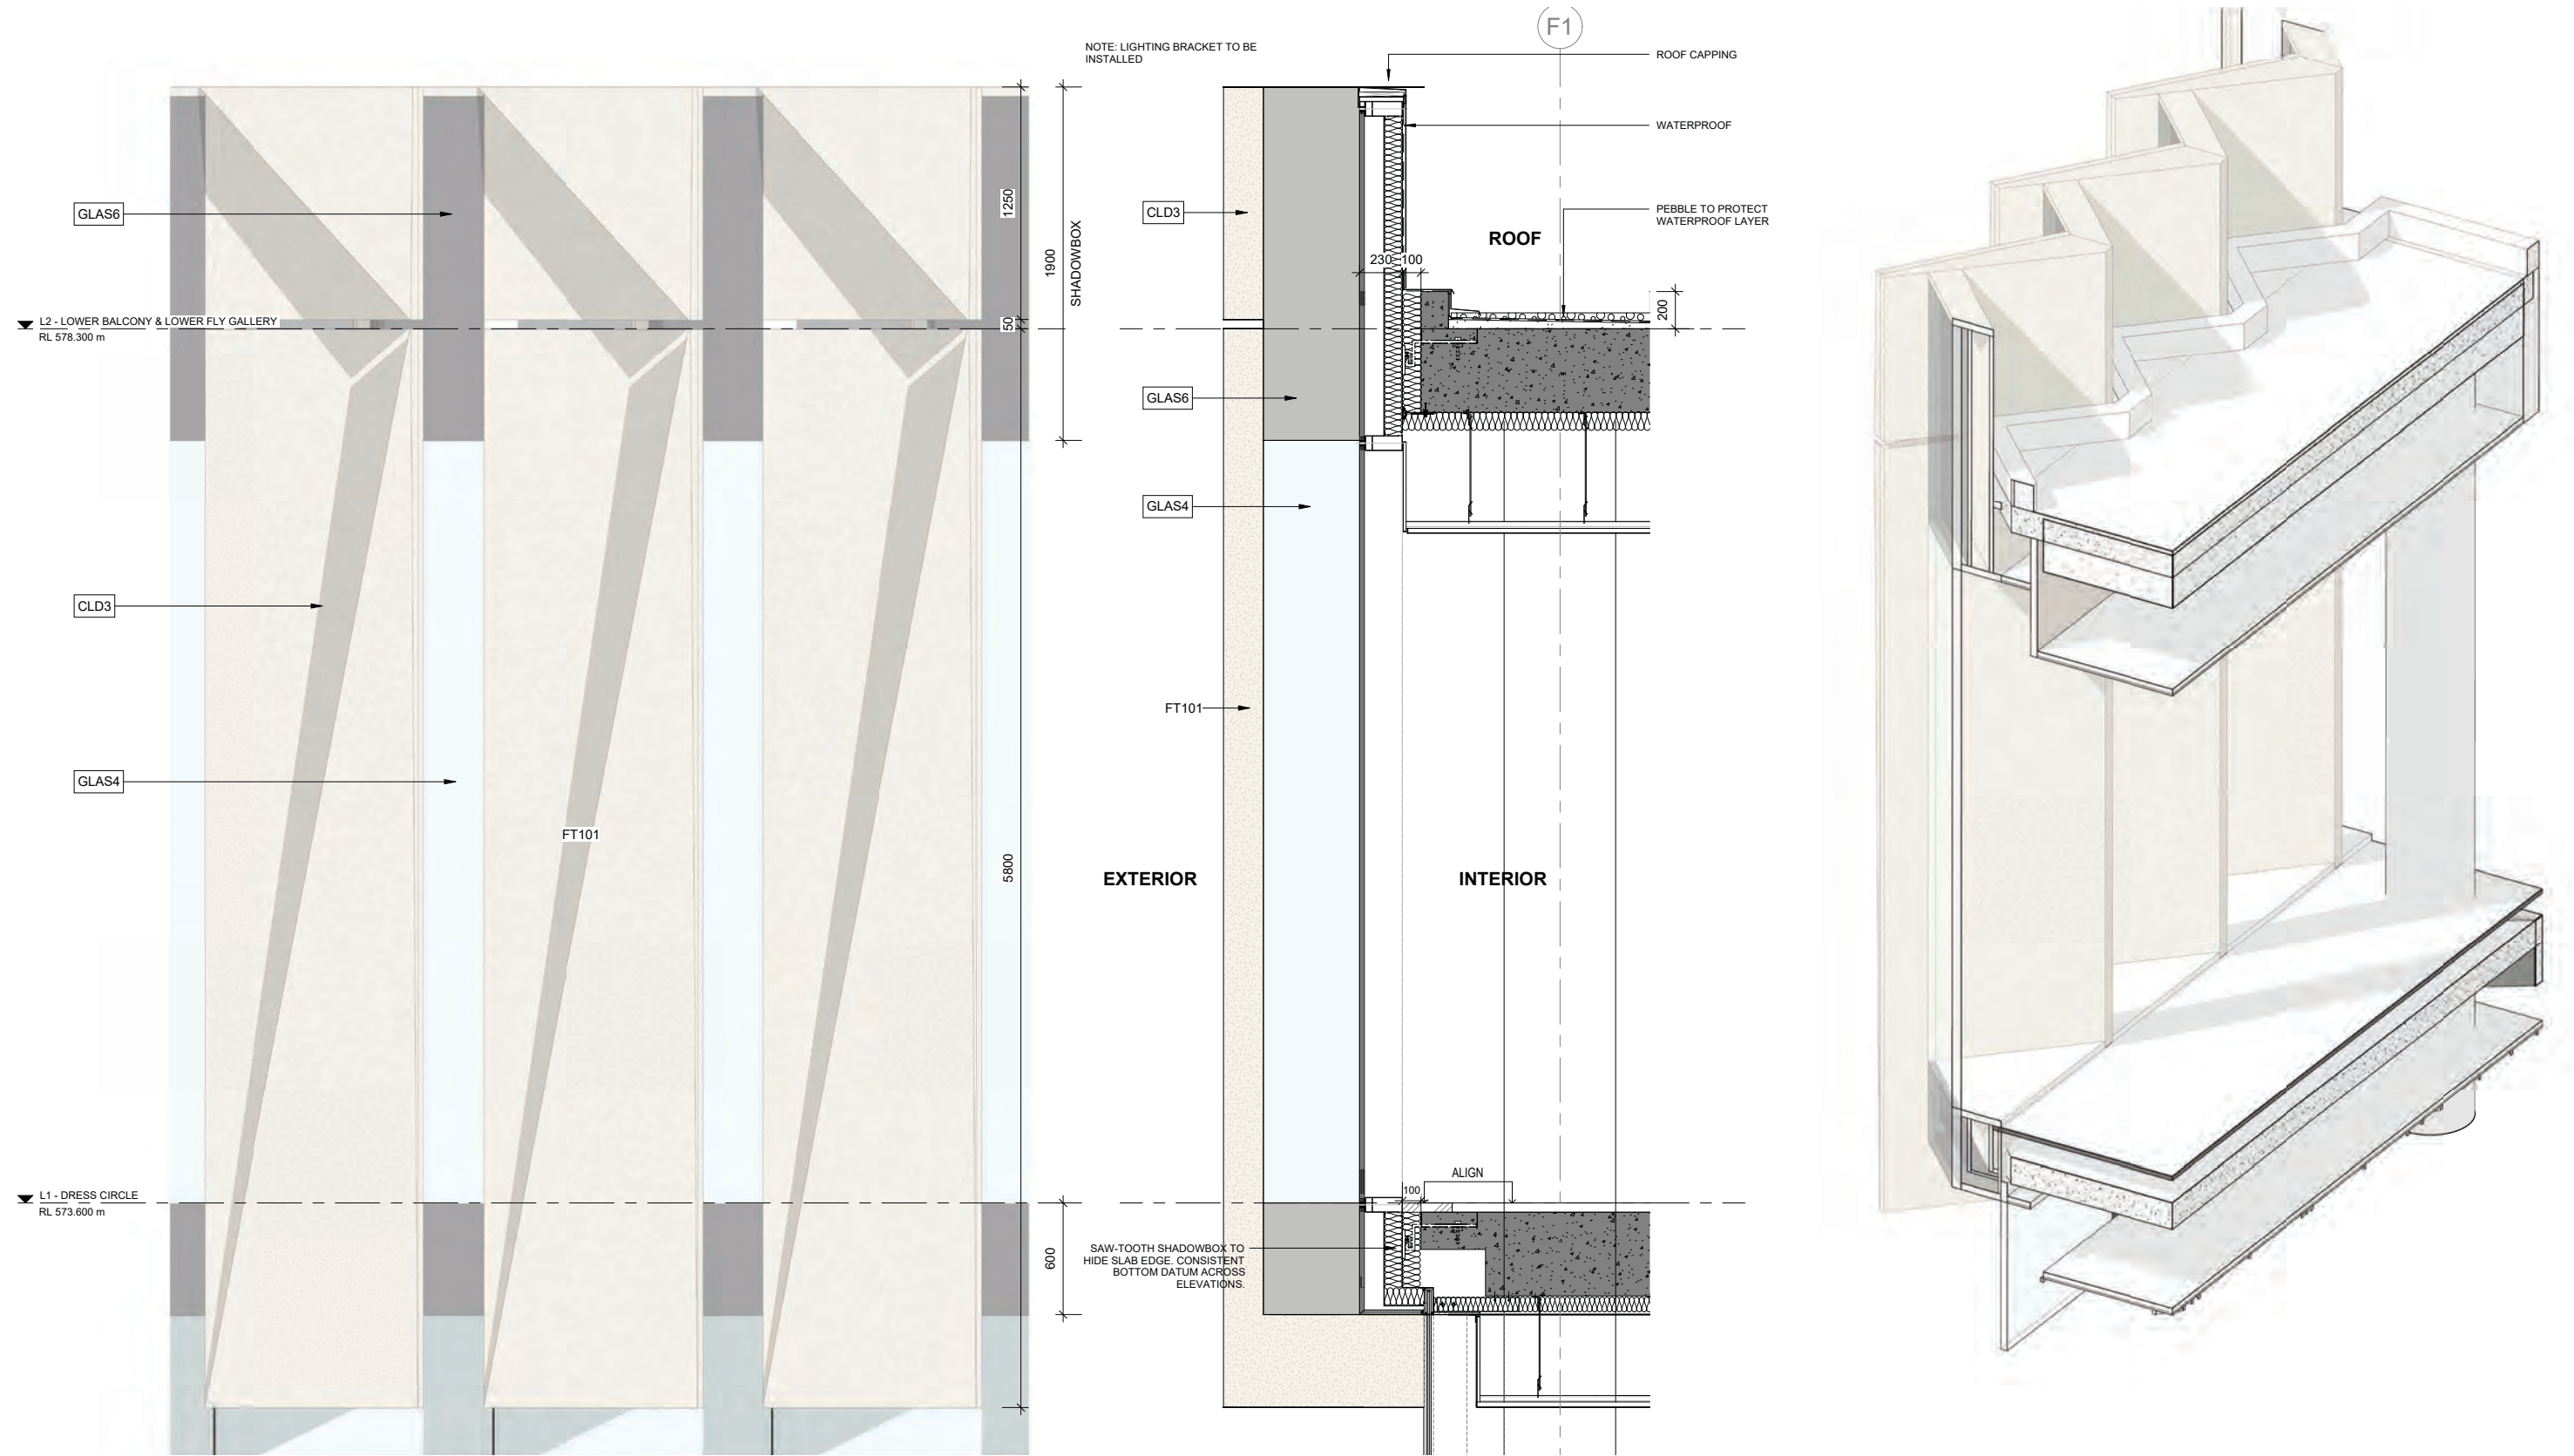 GLAS6
L2 - LOWER BALCONY & LOWER FLY GALLERY
RL 578.300 m
CLD3
GLAS4
FT101
L1 - DRESS CIRCLE
RL 573.600 m
1250
50
5800
1900
SHADOWBOX
600
NOTE: LIGHTING BRACKET TO BE
INSTALLED
F1
ROOF CAPPING
WATERPROOF
CLD3
PEBBLE TO PROTECT
WATERPROOF LAYER
ROOF
230
100
200
GLAS6
GLAS4
FT101
EXTERIOR
INTERIOR
ALIGN
100
SAW-TOOTH SHADOWBOX TO
HIDE SLAB EDGE. CONSISTENT
BOTTOM DATUM ACROSS
ELEVATIONS.